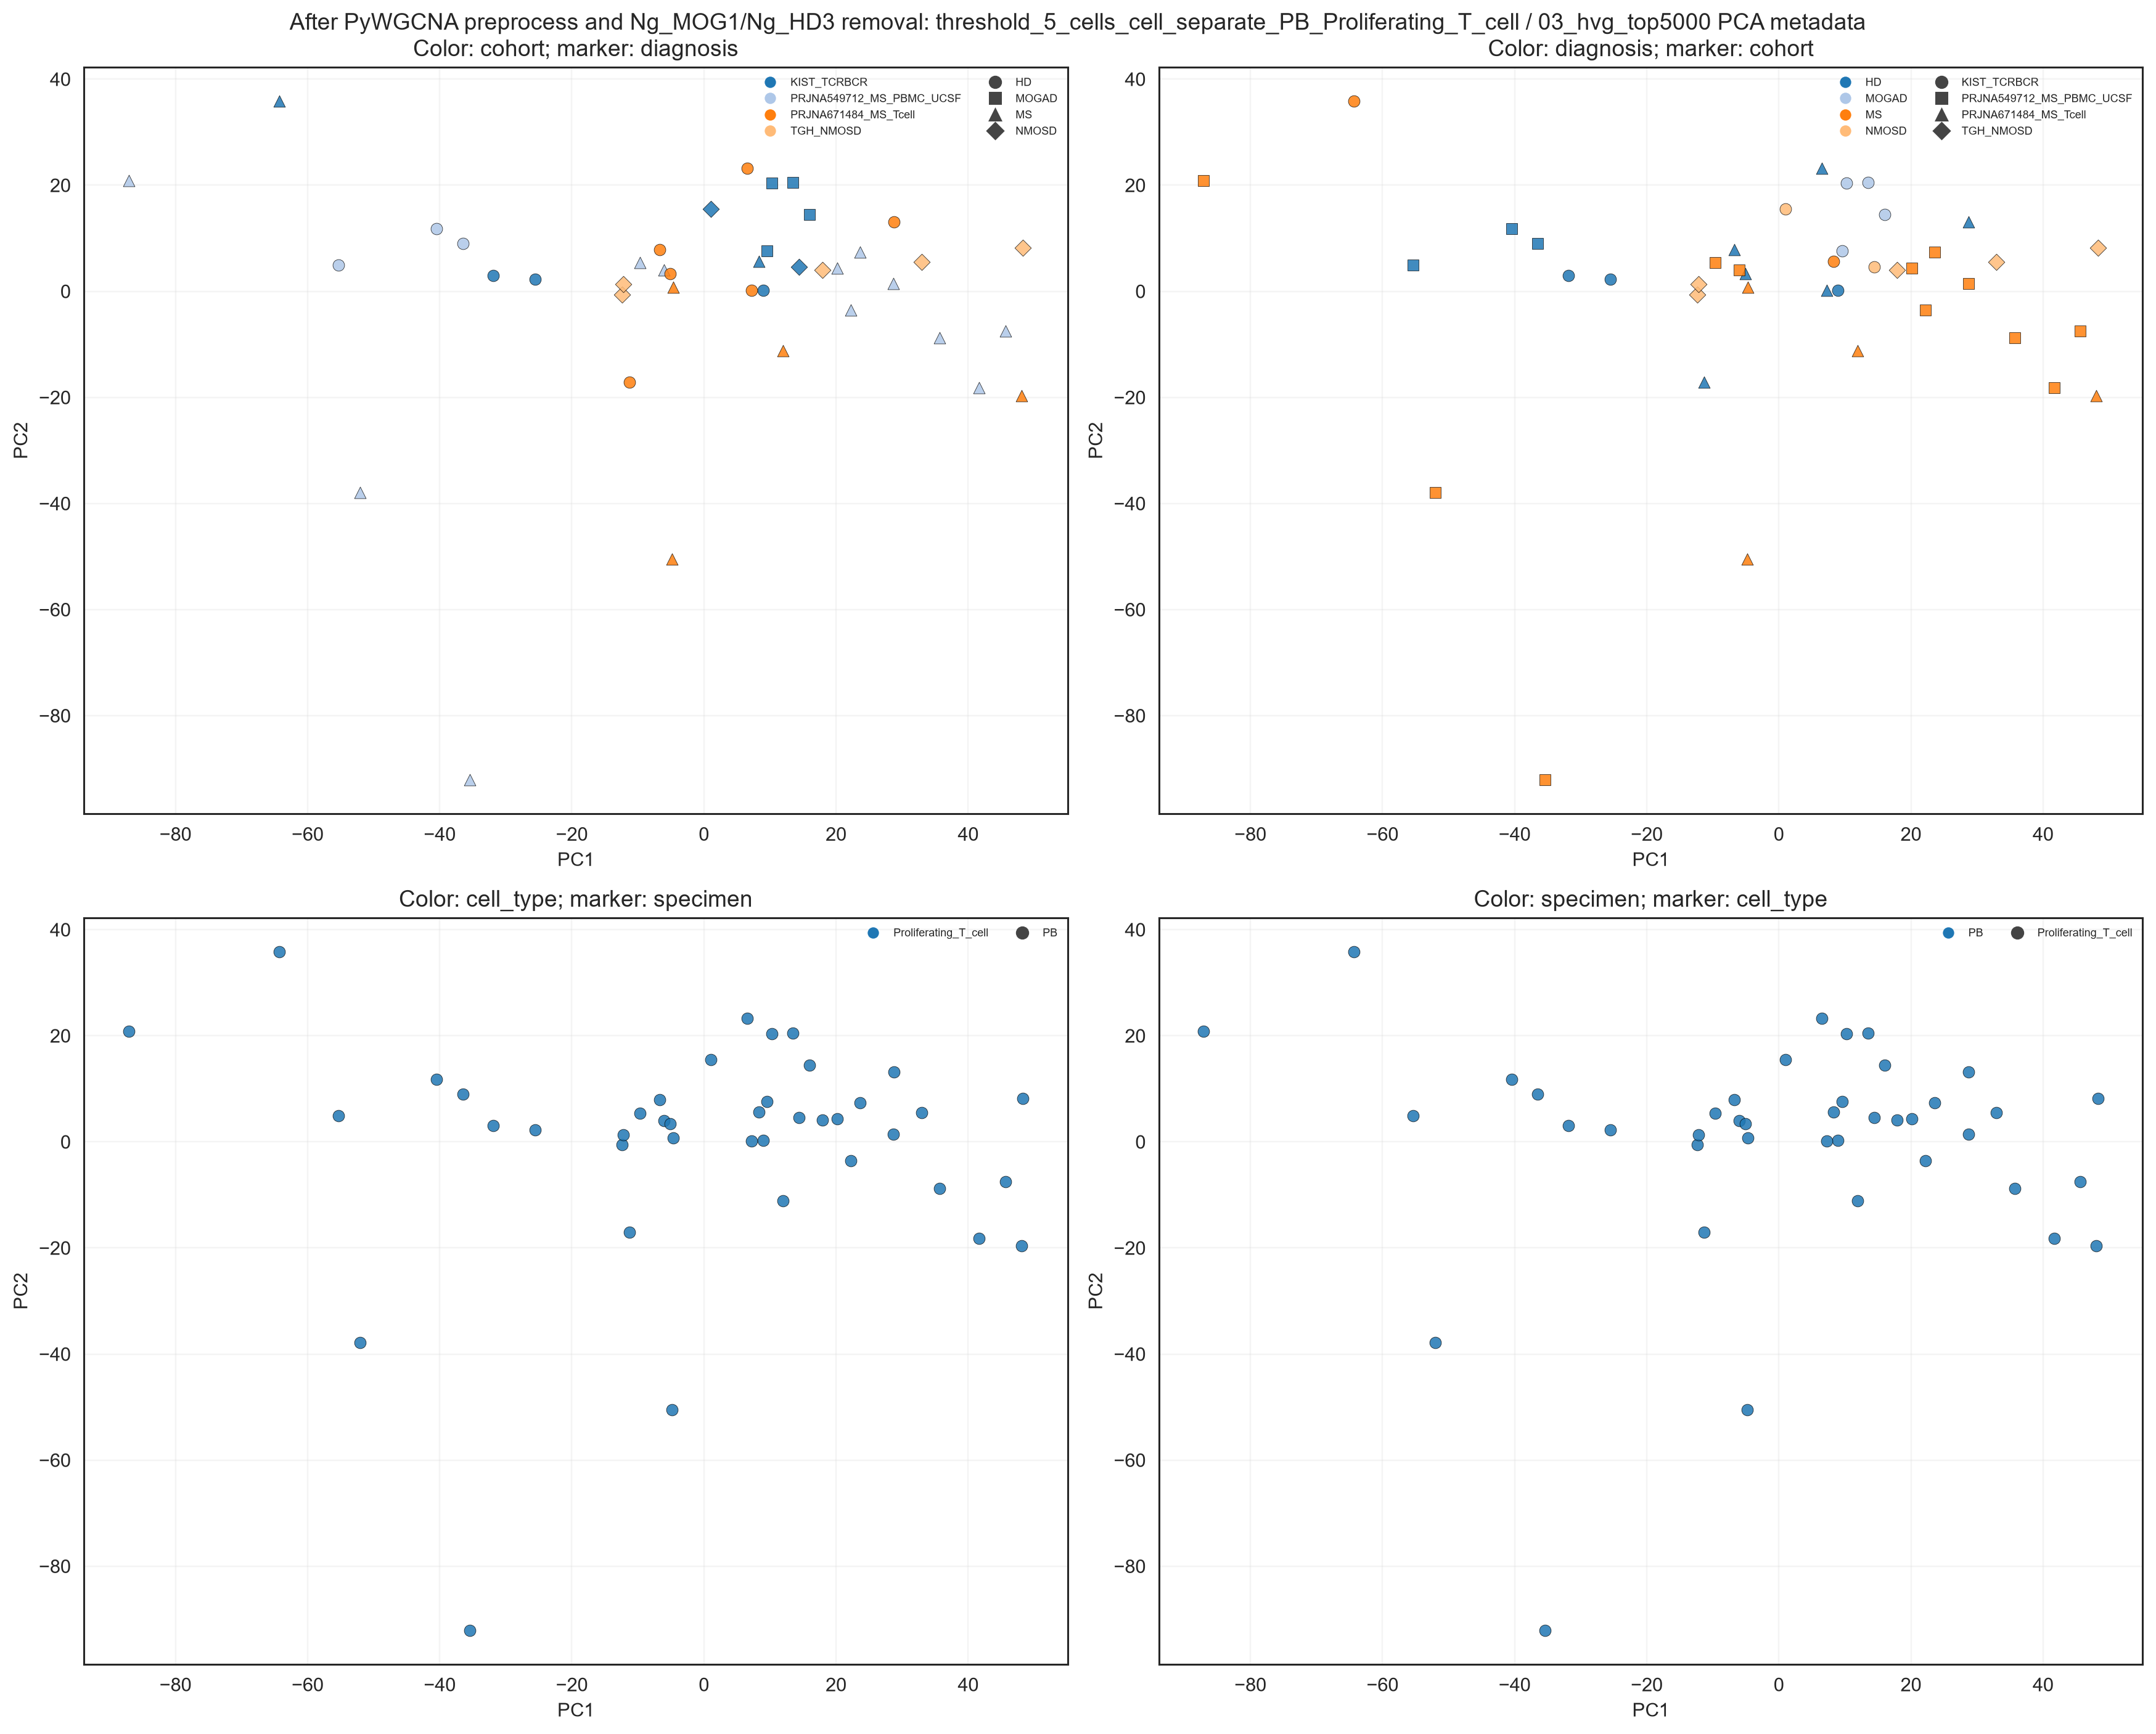 After PyWGCNA preprocess and Ng_MOG1/Ng_HD3 removal: threshold_5_cells_cell_separate_PB_Proliferating_T_cell / 03_hvg_top5000 PCA metadata
Color: cohort; marker: diagnosis
KIST_TCRBCR
PRJNA549712_MS_PBMC_UCSF
PRJNA671484_MS_Tcell
TGH_NMOSD
HD
MOGAD
MS
NMOSD
40
20
0
−20
−40
−60
−80
PC2
−80 −60 −40 −20 0 20 40
PC1
Color: diagnosis; marker: cohort
HD
MOGAD
MS
NMOSD
KIST_TCRBCR
PRJNA549712_MS_PBMC_UCSF
PRJNA671484_MS_Tcell
TGH_NMOSD
40
20
0
−20
−40
−60
−80
PC2
−80 −60 −40 −20 0 20 40
PC1
Color: cell_type; marker: specimen
Proliferating_T_cell
PB
40
20
0
−20
−40
−60
−80
PC2
−80 −60 −40 −20 0 20 40
PC1
Color: specimen; marker: cell_type
PB
Proliferating_T_cell
40
20
0
−20
−40
−60
−80
PC2
−80 −60 −40 −20 0 20 40
PC1